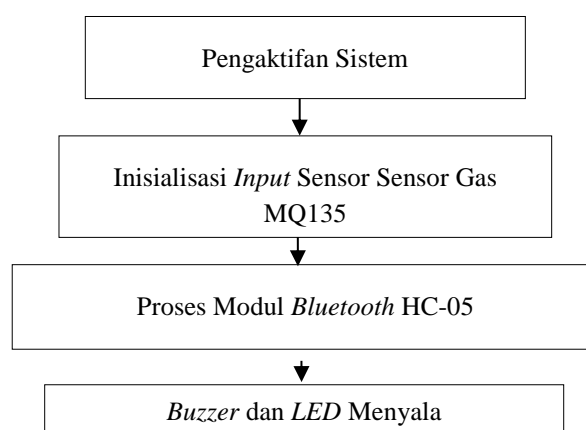 Pengaktifan Sistem
Inisialisasi Input Sensor Sensor Gas
MQ135
Proses Modul Bluetooth HC-05
Buzzer dan LED Menyala